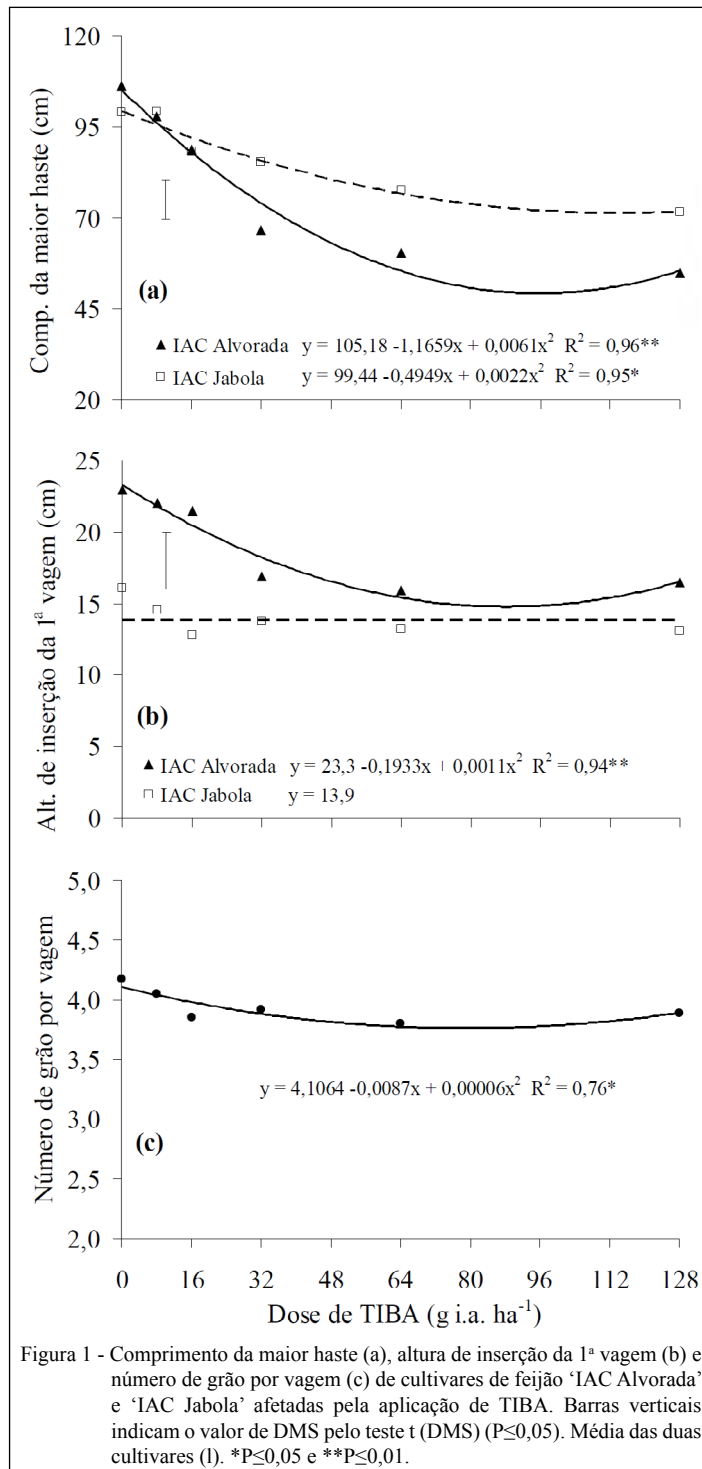 120
95
70
45
20
Comp. da maior haste (cm)
(a)
▲ IAC Alvorada y = 105,18 -1,1659x + 0,0061x² R² = 0,96**
□ IAC Jabola y = 99,44 -0,4949x + 0,0022x² R² = 0,95*
25
20
15
10
5
0
Alt. de inserção da 1ª vagem (cm)
(b)
▲ IAC Alvorada y = 23,3 -0,1933x + 0,0011x² R² = 0,94**
□ IAC Jabola y = 13,9
5,0
4,5
4,0
3,5
3,0
2,5
2,0
Número de grão por vagem
y = 4,1064 -0,0087x + 0,00006x² R² = 0,76*
(c)
0 16 32 48 64 80 96 112 128
Dose de TIBA (g i.a. ha⁻¹)
Figura 1 - Comprimento da maior haste (a), altura de inserção da 1ª vagem (b) e
número de grão por vagem (c) de cultivares de feijão ‘IAC Alvorada’
e ‘IAC Jabola’ afetadas pela aplicação de TIBA. Barras verticais
indicam o valor de DMS pelo teste t (DMS) (P≤0,05). Média das duas
cultivares (l). *P≤0,05 e **P≤0,01.